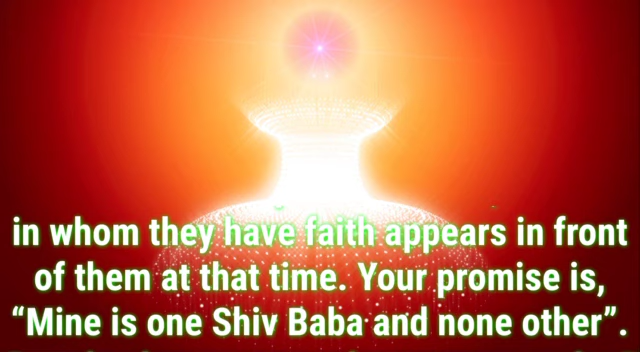 in whom they have faith appears in front
of them at that time. Your promise is,
“Mine is one Shiv Baba and none other”.